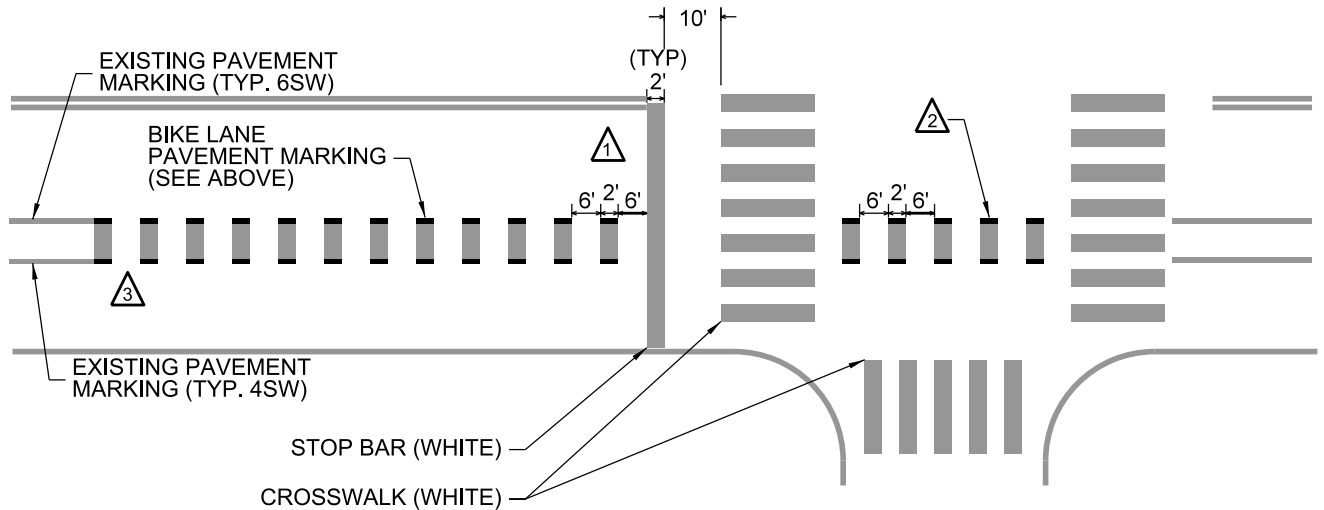 10'
(TYP)
2'
EXISTING PAVEMENT
MARKING (TYP. 6SW)
BIKE LANE
PAVEMENT MARKING
(SEE ABOVE)
1
2
6' 2' 6'
6' 2' 6'
3
EXISTING PAVEMENT
MARKING (TYP. 4SW)
STOP BAR (WHITE)
CROSSWALK (WHITE)